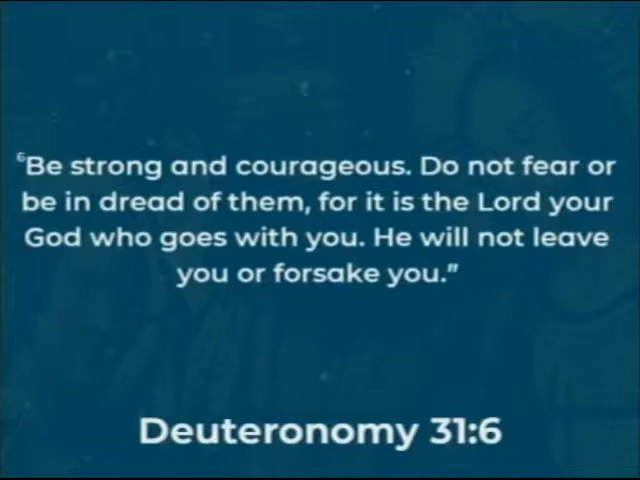 ⁶Be strong and courageous. Do not fear or
be in dread of them, for it is the Lord your
God who goes with you. He will not leave
you or forsake you.”
Deuteronomy 31:6